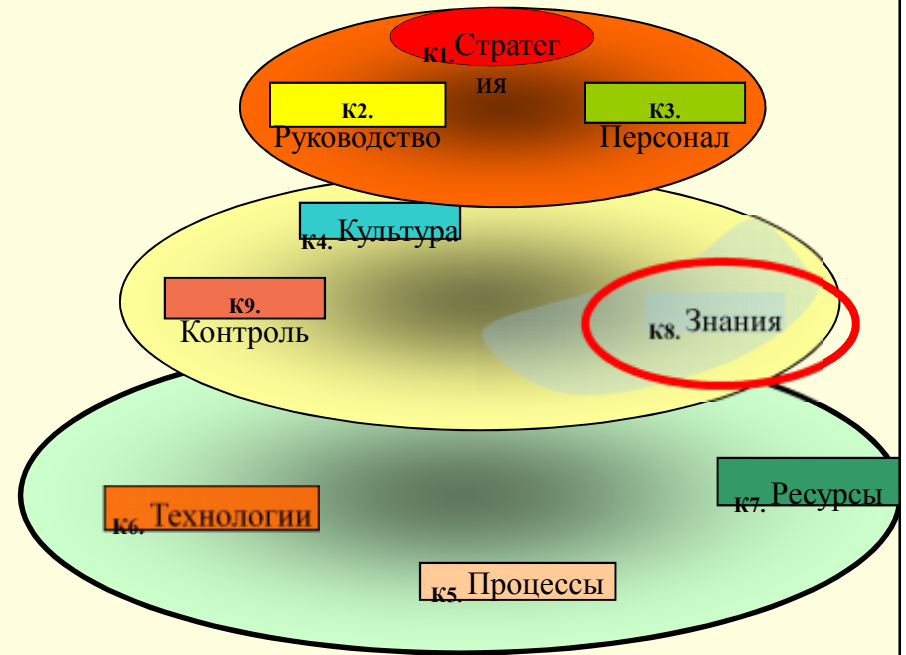 К1. Стратег
ия
К2.
Руководство
К3.
Персонал
К4. Культура
К9.
Контроль
К8. Знания
К6. Технологии
К7. Ресурсы
К5. Процессы